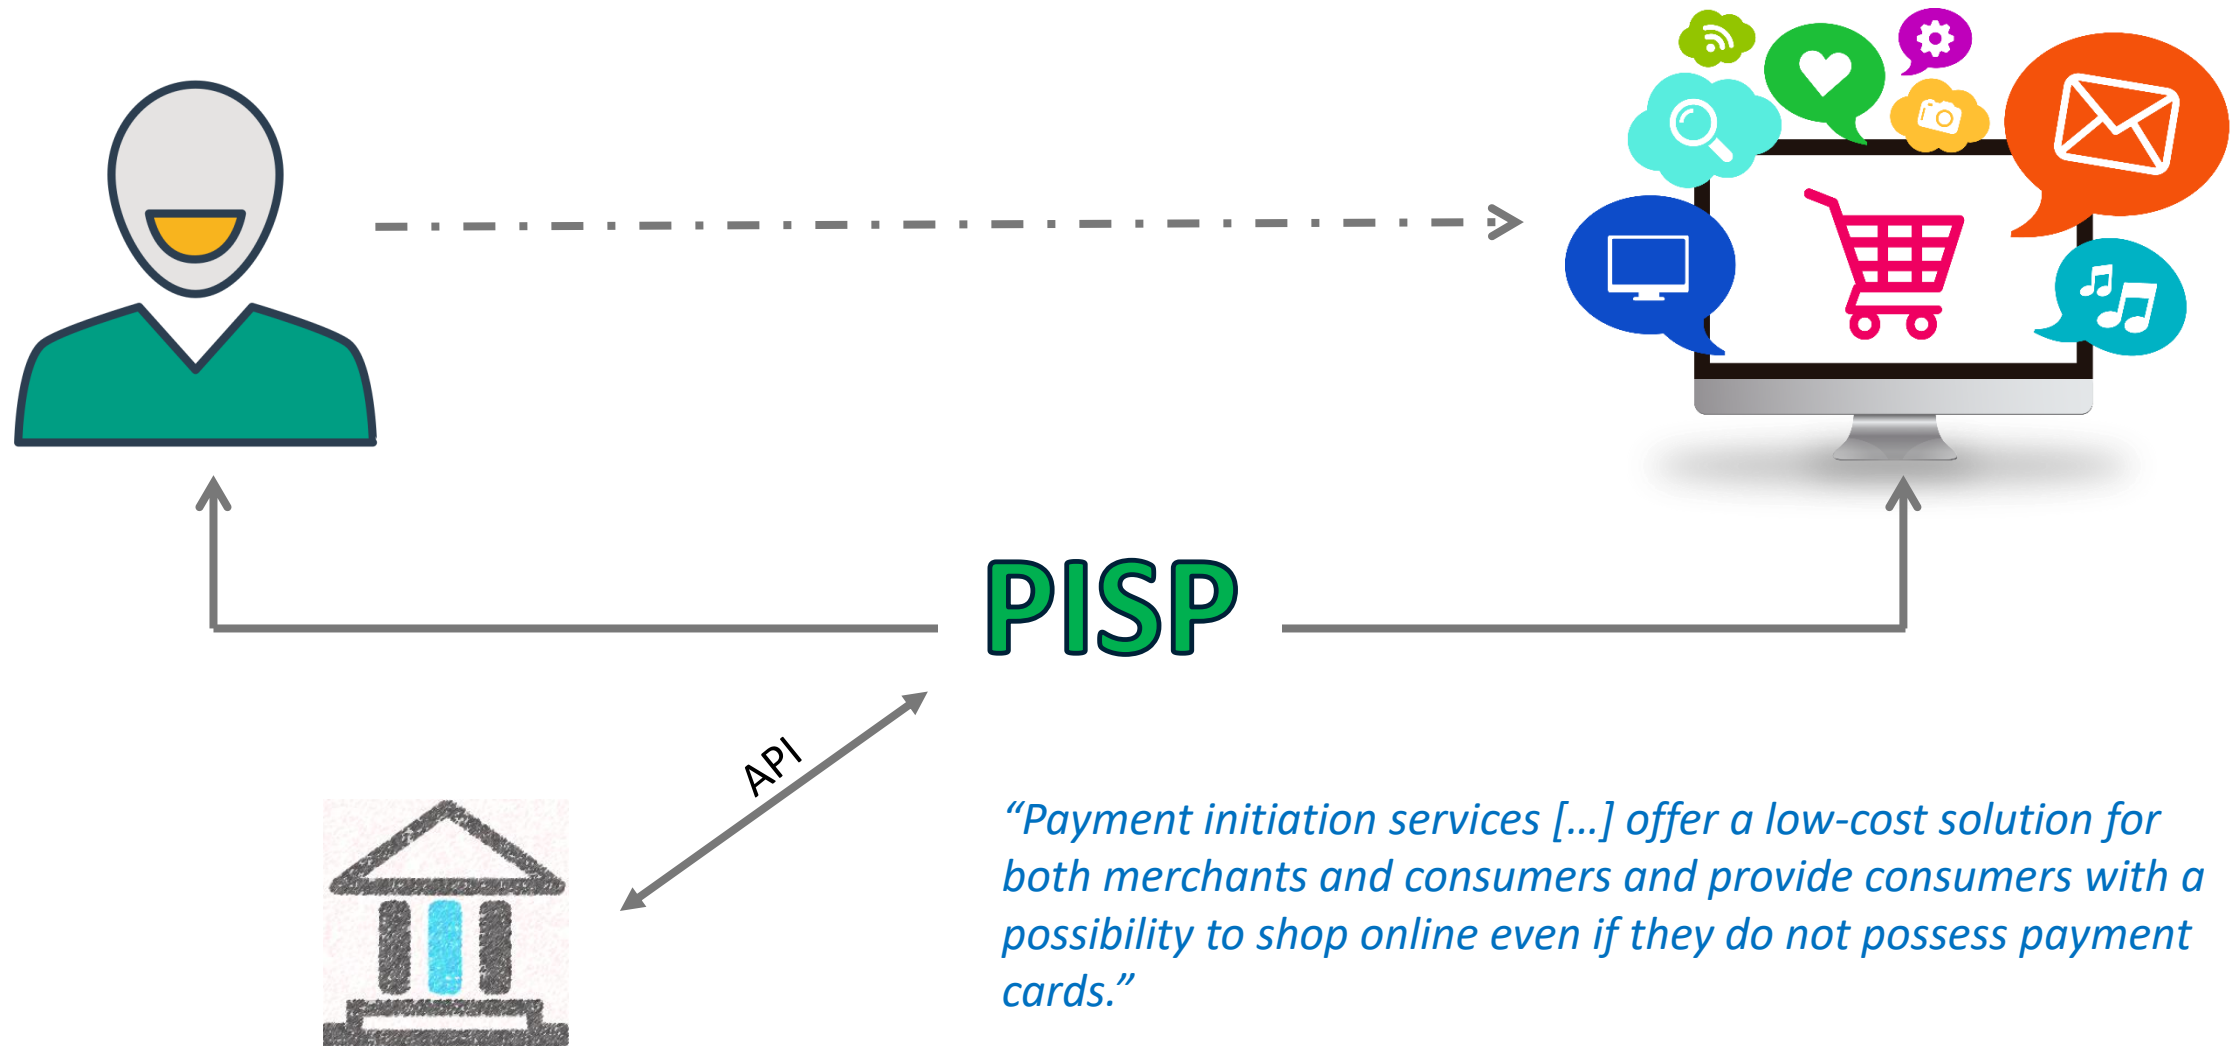 PISP
API
“Payment initiation services […] offer a low-cost solution for
both merchants and consumers and provide consumers with a
possibility to shop online even if they do not possess payment
cards.”